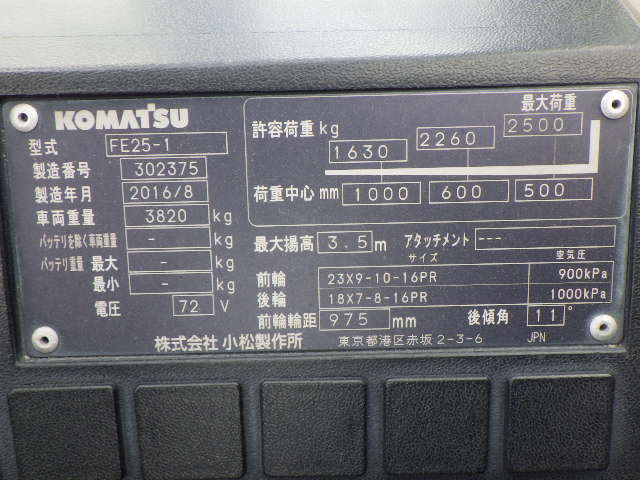 KOMATSU
型式 FE25-1
製造番号 302375
製造年月 2016/8
車両重量 3820 kg
バッテリを除く車両重量 - kg
バッテリ重量 最大 - kg
最小 - kg
電圧 72 V
最大荷重
許容荷重 kg 1630 2260 2500
荷重中心 mm 1000 600 500
最大揚高 3.5 m アタッチメント ---
サイズ 空気圧
前輪 23X9-10-16PR 900kPa
後輪 18X7-8-16PR 1000kPa
前輪輪距 975 mm 後傾角 11°
株式会社 小松製作所 東京都港区赤坂 2-3-6 JPN